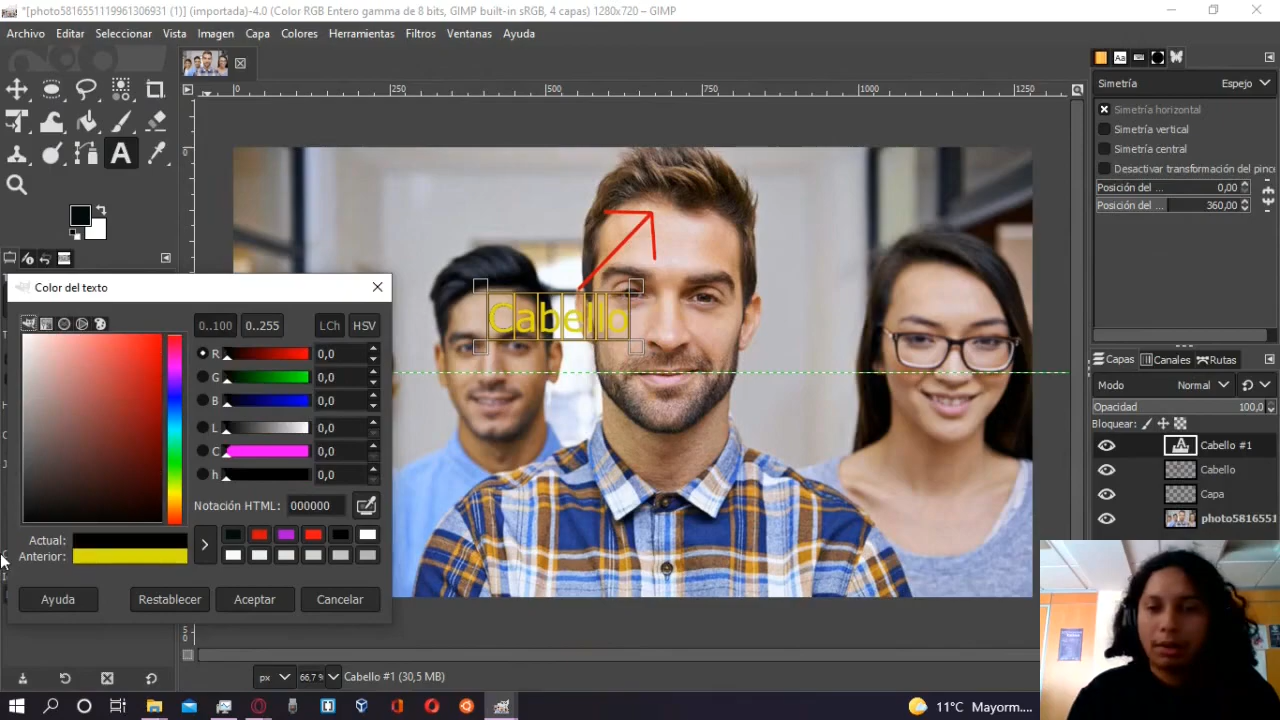 *[photo5816551119961306931 (1)] (importada)-4.0 (Color RGB Entero gamma de 8 bits, GIMP built-in sRGB, 4 capas) 1280x720 – GIMP
Archivo Editar Seleccionar Vista Imagen Capa Colores Herramientas Filtros Ventanas Ayuda
0 250 500 750 1000 1250
Simetría Espejo
Simetría horizontal
Simetría vertical
Simetría central
Desactivar transformación del pinc
Posición del ... 0,00
Posición del ... 360,00
Cabello
Color del texto
0..100 0..255 LCh HSV
R 0,0
G 0,0
B 0,0
L 0,0
C 0,0
h 0,0
Notación HTML: 000000
Actual:
Anterior:
Ayuda Restablecer Aceptar Cancelar
Capas Canales Rutas
Modo Normal
Opacidad 100,0
Bloquear:
Cabello #1
Cabello
Capa
photo5816551
px 66,7 % Cabello #1 (30,5 MB)
11°C Mayorm....